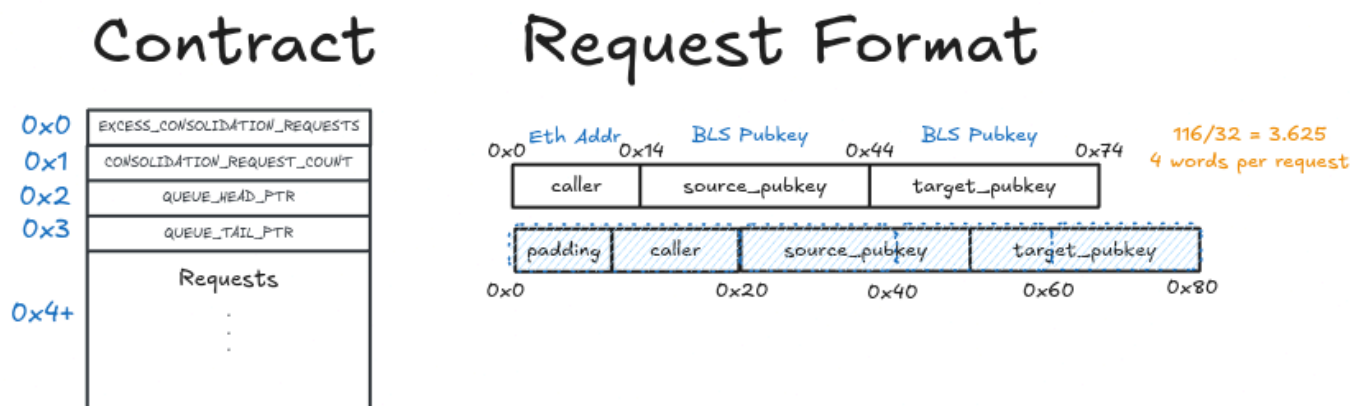 Contract
0x0 EXCESS_CONSOLIDATION_REQUESTS
0x1 CONSOLIDATION_REQUEST_COUNT
0x2 QUEUE_HEAD_PTR
0x3 QUEUE_TAIL_PTR
Requests
0x4+
.
.
.
Request Format
Eth Addr BLS Pubkey BLS Pubkey
0x0 0x14 0x44 0x74
caller source_pubkey target_pubkey
116/32 = 3.625
4 words per request
padding caller source_pubkey target_pubkey
0x0 0x20 0x40 0x60 0x80